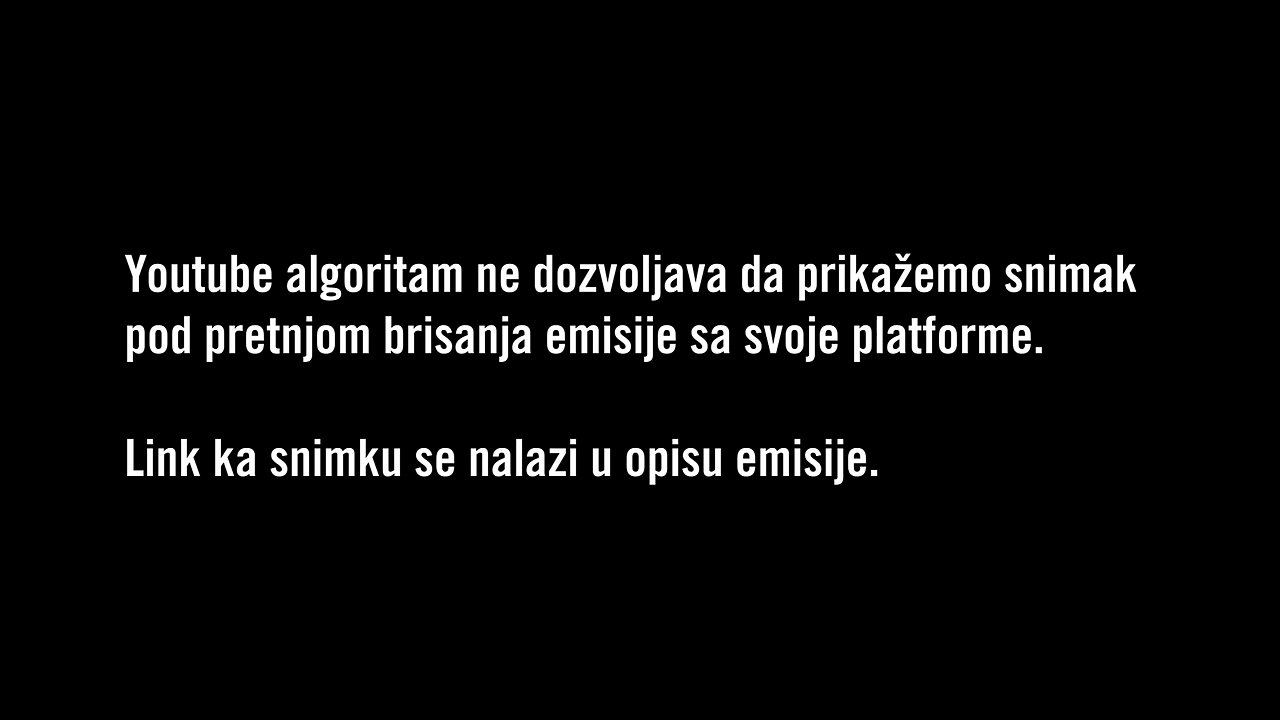 Youtube algoritam ne dozvoljava da prikažemo snimak
pod pretnjom brisanja emisije sa svoje platforme.
Link ka snimku se nalazi u opisu emisije.